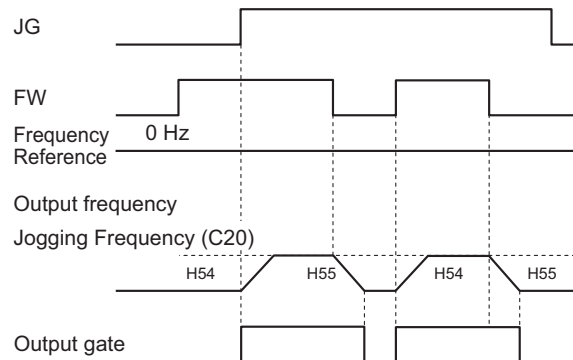 JG
FW
0 Hz
Frequency
Reference
Output frequency
Jogging Frequency (C20)
H54 H55 H54 H55
Output gate